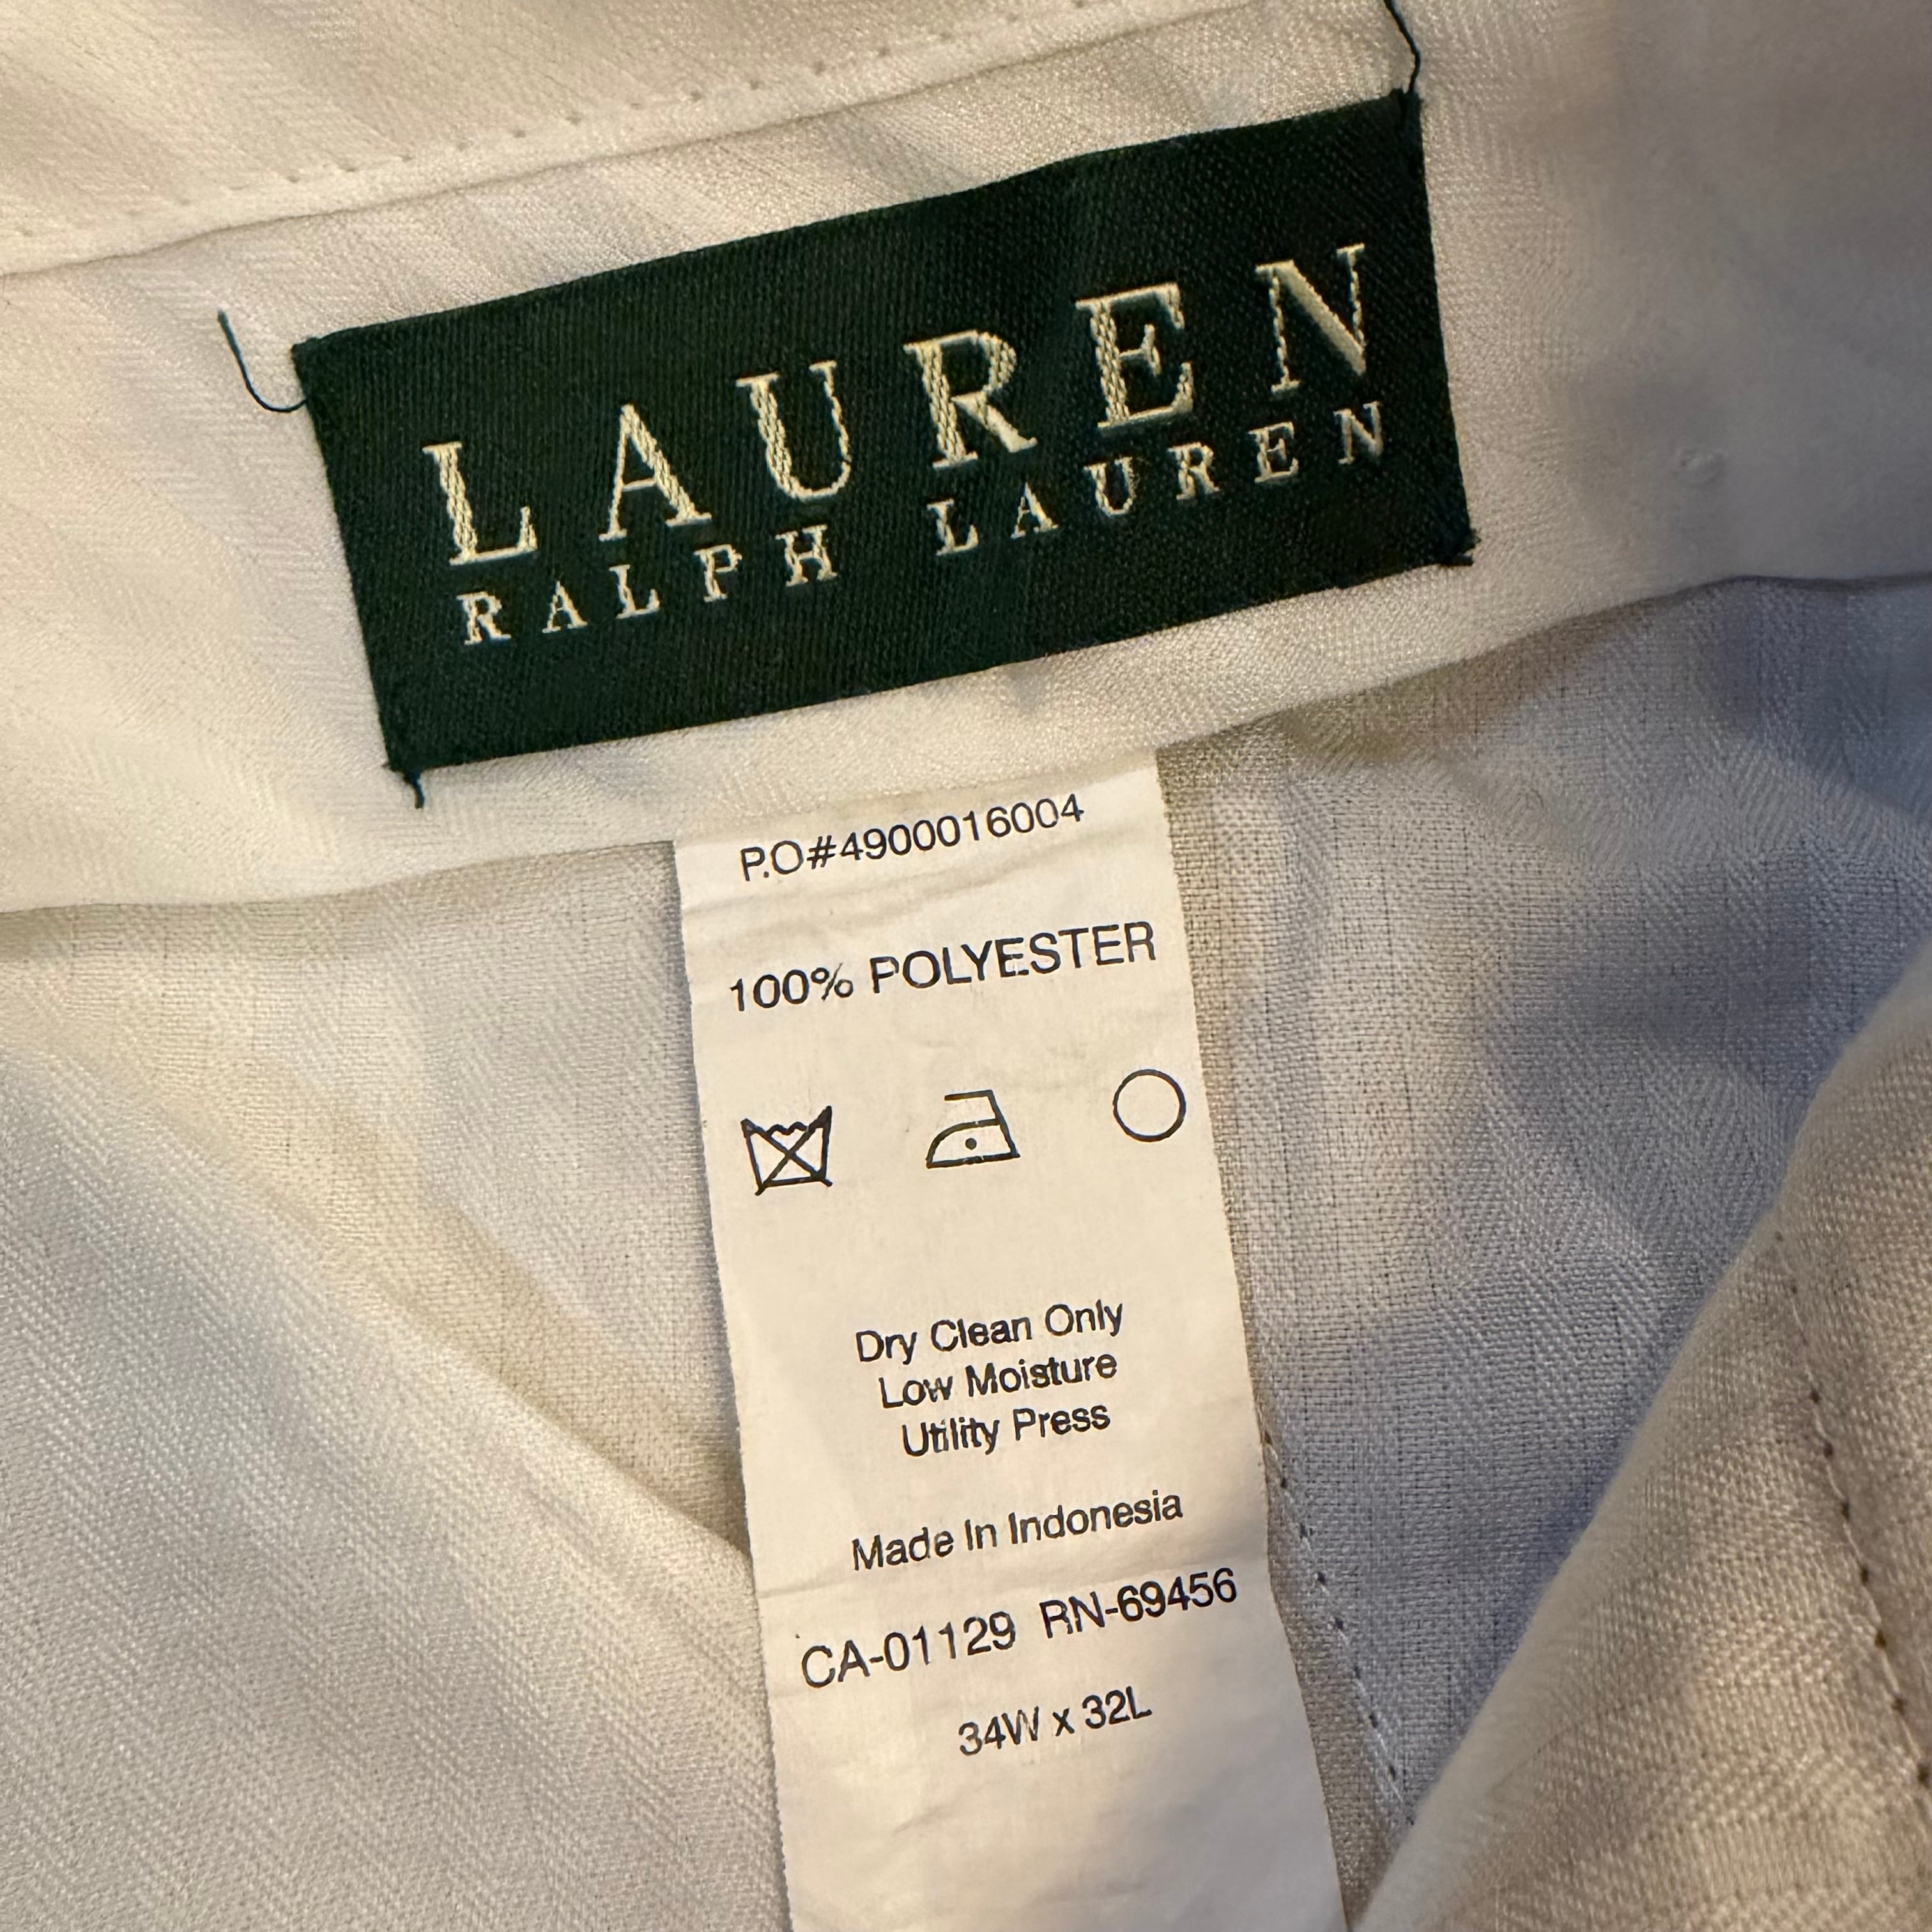 LAUREN
RALPH LAUREN
P.O#4900016004
100% POLYESTER
Dry Clean Only
Low Moisture
Utility Press
Made In Indonesia
CA-01129 RN-69456
34W x 32L